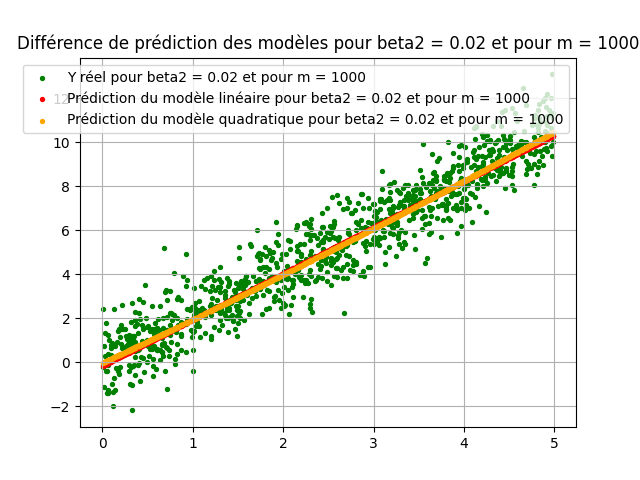 Différence de prédiction des modèles pour beta2 = 0.02 et pour m = 1000
Y réel pour beta2 = 0.02 et pour m = 1000
Prédiction du modèle linéaire pour beta2 = 0.02 et pour m = 1000
Prédiction du modèle quadratique pour beta2 = 0.02 et pour m = 1000
12
10
8
6
4
2
0
−2
0 1 2 3 4 5